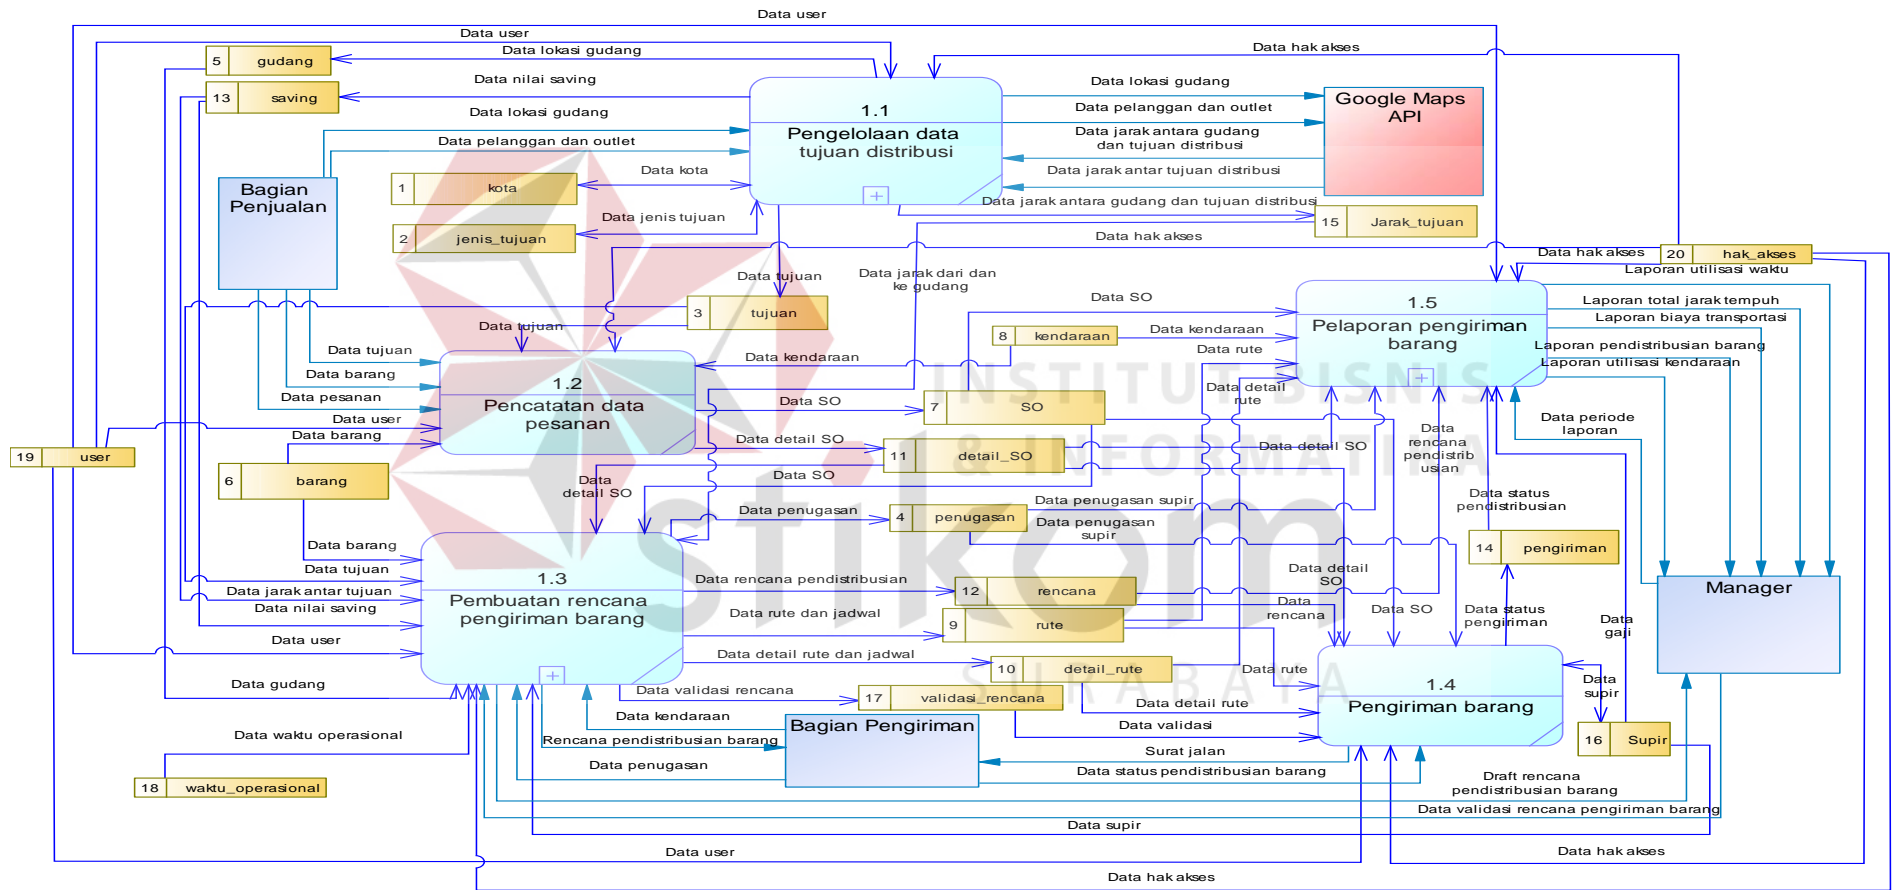 Data user
Data user
Data lokasi gudang
Data hak akses
5 gudang
Data nilai saving
13 saving
Data lokasi gudang
Data pelanggan dan outlet
1.1
Pengelolaan data
tujuan distribusi
Data lokasi gudang
Data pelanggan dan outlet
Data jarak antara gudang
dan tujuan distribusi
Data jarak antar tujuan distribusi
Google Maps
API
Bagian
Penjualan
1 kota
Data kota
2 jenis_tujuan
Data jenis tujuan
Data jarak antara gudang dan tujuan distribusi
15 Jarak_tujuan
Data hak akses
Data hak akses
20 hak_akses
Laporan utilisasi waktu
Data tujuan
Data jarak dari dan
ke gudang
3 tujuan
Data tujuan
Data SO
8 kendaraan
Data kendaraan
Data rute
Data detail
rute
1.5
Pelaporan pengiriman
barang
Laporan total jarak tempuh
Laporan biaya transportasi
Laporan pendistribusian barang
Laporan utilisasi kendaraan
Data tujuan
Data barang
Data pesanan
Data user
Data barang
1.2
Pencatatan data
pesanan
Data kendaraan
Data SO
7 SO
Data detail SO
11 detail_SO
Data SO
Data
detail SO
Data detail SO
Data
rencana
pendistrib
usian
Data periode
laporan
INSTITUT BISNIS
& INFORMATIKA
stikom
SURABAYA
19 user
6 barang
Data penugasan
4 penugasan
Data penugasan supir
Data penugasan
supir
Data status
pendistribusian
14 pengiriman
Data barang
Data tujuan
Data jarak antar tujuan
Data nilai saving
Data user
Data gudang
1.3
Pembuatan rencana
pengiriman barang
Data rencana pendistribusian
12 rencana
Data rute dan jadwal
9 rute
Data detail rute dan jadwal
10 detail_rute
Data detail
SO
Data
rencana
Data SO
Data status
pengiriman
Data
gaji
Manager
Data validasi rencana
17 validasi_rencana
Data rute
Data detail rute
Data validasi
1.4
Pengiriman barang
Data
supir
16 Supir
Data kendaraan
Rencana pendistribusian barang
Data penugasan
Bagian Pengiriman
Surat jalan
Data status pendistribusian barang
Data waktu operasional
18 waktu_operasional
Draft rencana
pendistribusian barang
Data validasi rencana pengiriman barang
Data supir
Data user
Data hak akses
Data hak akses